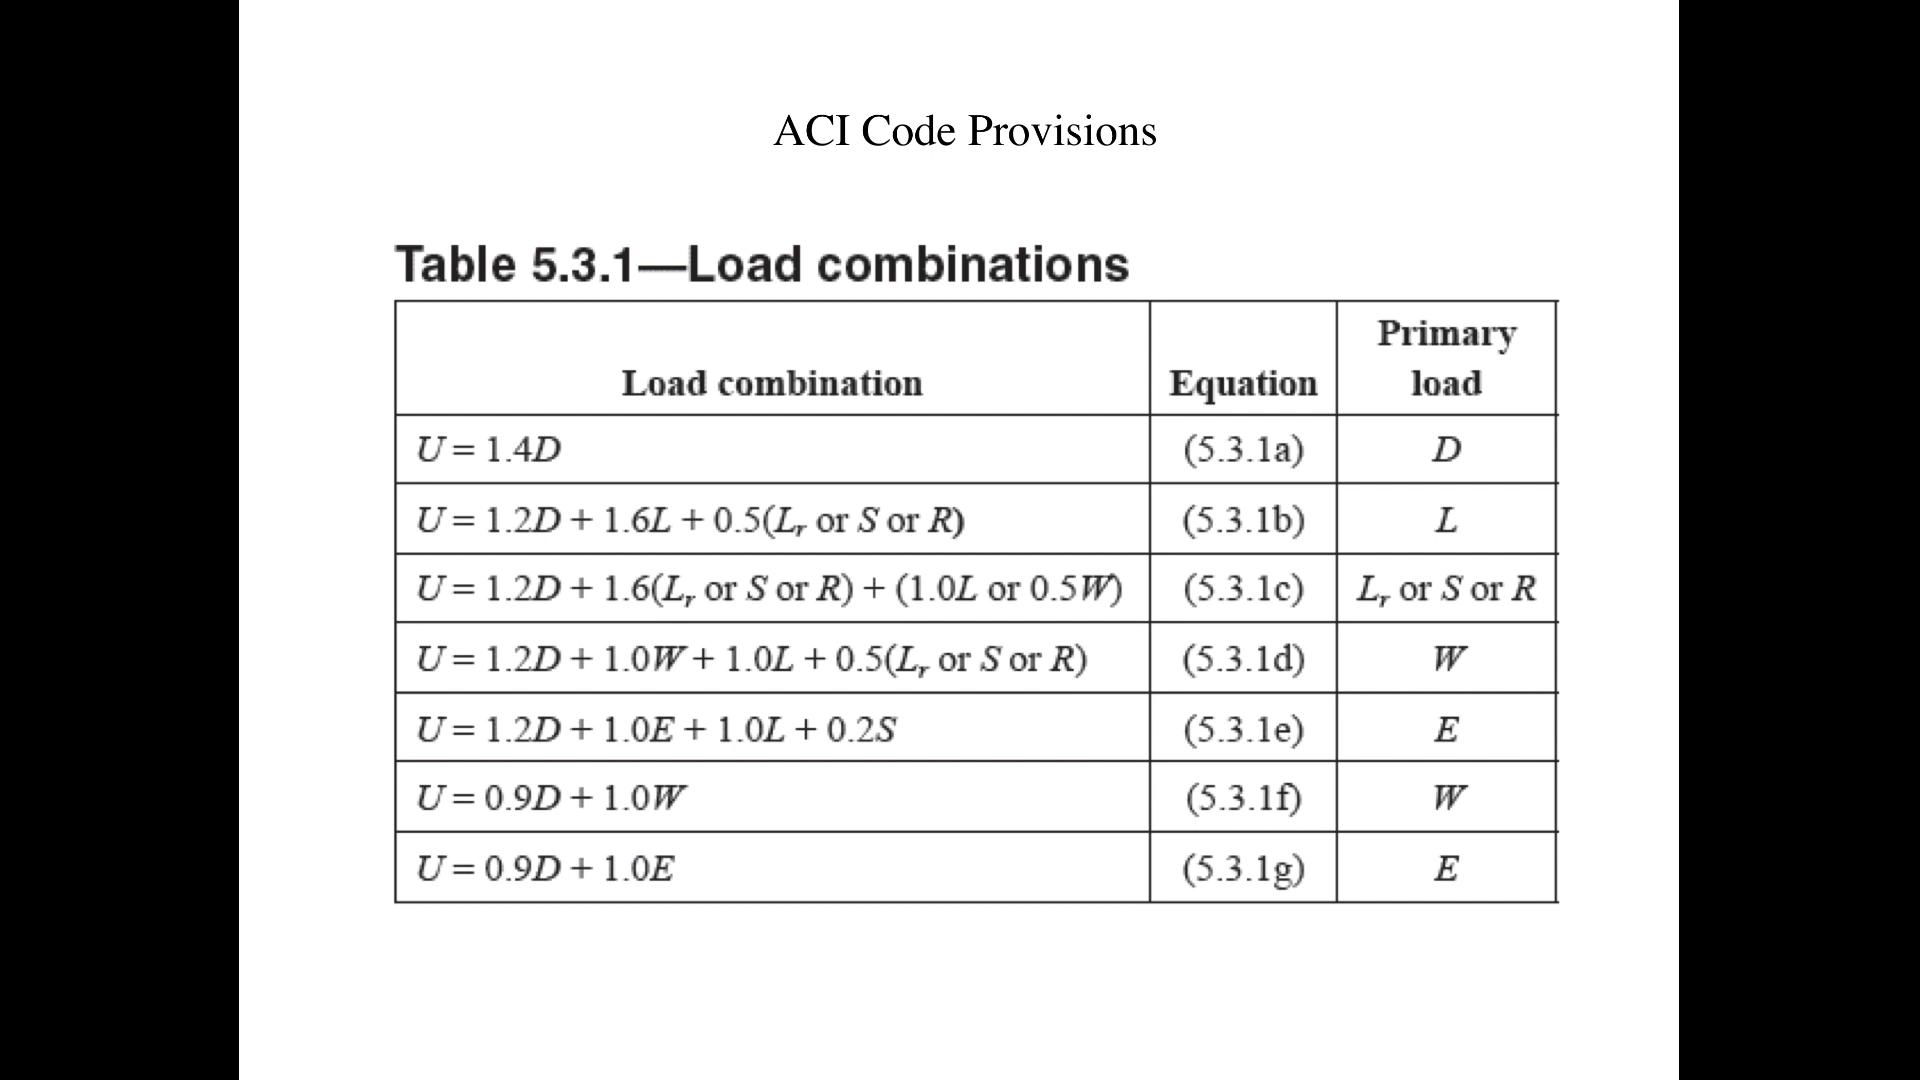 ACI Code Provisions
Table 5.3.1—Load combinations
Load combination Equation Primary load
U = 1.4D (5.3.1a) D
U = 1.2D + 1.6L + 0.5(Lr or S or R) (5.3.1b) L
U = 1.2D + 1.6(Lr or S or R) + (1.0L or 0.5W) (5.3.1c) Lr or S or R
U = 1.2D + 1.0W + 1.0L + 0.5(Lr or S or R) (5.3.1d) W
U = 1.2D + 1.0E + 1.0L + 0.2S (5.3.1e) E
U = 0.9D + 1.0W (5.3.1f) W
U = 0.9D + 1.0E (5.3.1g) E